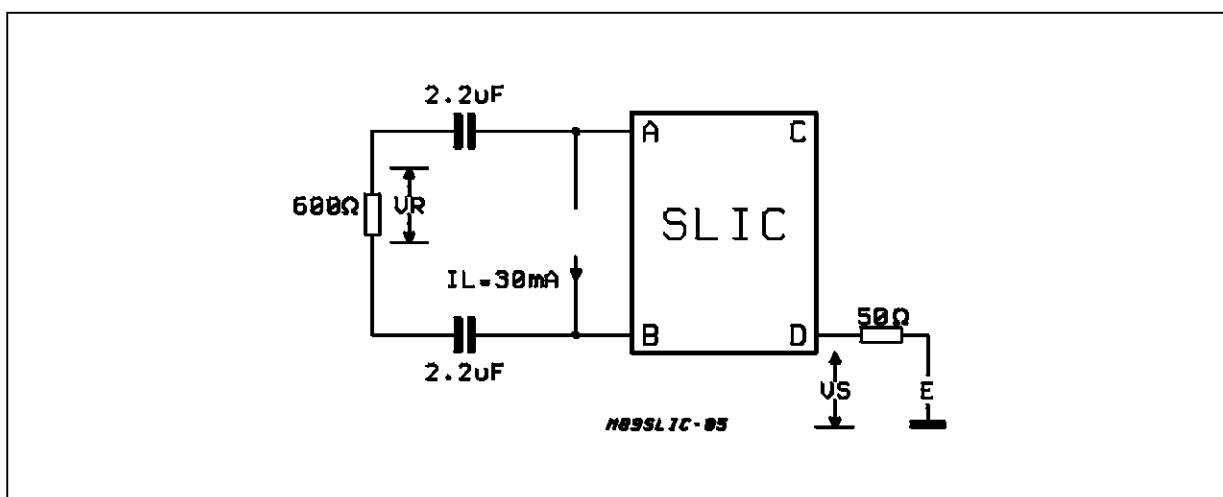 2.2uF
A
C
600Ω
VR
SLIC
IL=30mA
50Ω
B
D
2.2uF
VS
E
M89SLIC-05